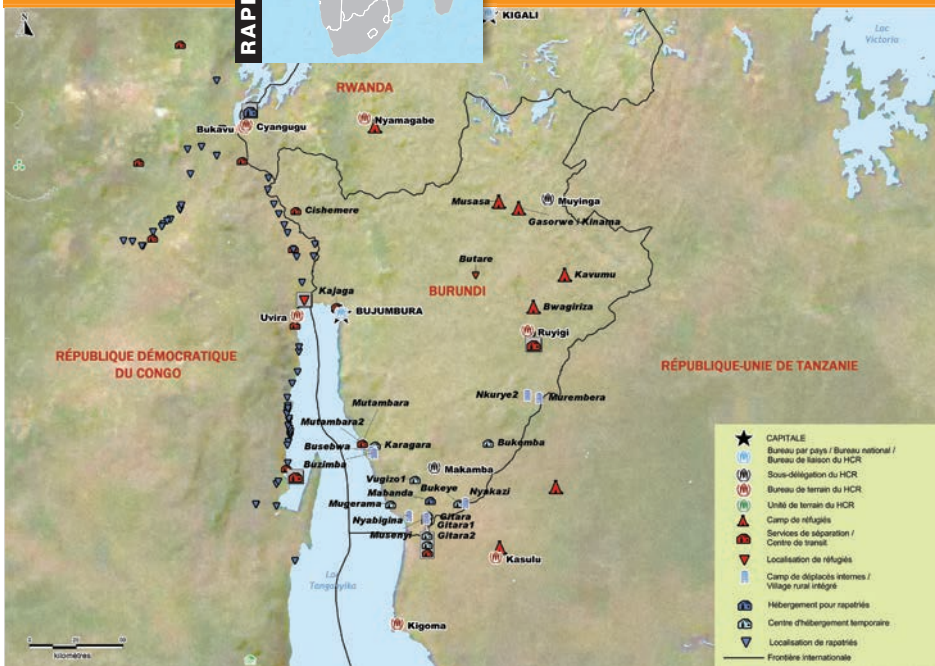 RAPP
KIGALI
Lac
Victoria
RWANDA
Nyamagabe
Bukavu
Cyangugu
Musasa
Muyinga
Gasorwe / Kinama
Cishemere
Butare
Kavumu
Kajaga
BURUNDI
Bwagiriza
BUJUMBURA
Uvira
Ruyigi
RÉPUBLIQUE DÉMOCRATIQUE
DU CONGO
RÉPUBLIQUE-UNIE DE TANZANIE
Nkurye2
Murembera
Mutambara
Mutambara2
Busebwa
Karagara
Bukemba
Buzimba
Makamba
Vugizo1
Bukeye
Mabanda
Nyakazi
Mugerama
Nyabigina
Gitara
Gitara1
Musenyi
Gitara2
Kasulu
Lac
Tanganyika
Kigoma
0 20 50
kilomètres
CAPITALE
Bureau par pays / Bureau national /
Bureau de liaison du HCR
Sous-délégation du HCR
Bureau de terrain du HCR
Unité de terrain du HCR
Camp de réfugiés
Services de séparation /
Centre de transit
Localisation de réfugiés
Camp de déplacés internes /
Village rural intégré
Hébergement pour rapatriés
Centre d'hébergement temporaire
Localisation de rapatriés
Frontière internationale